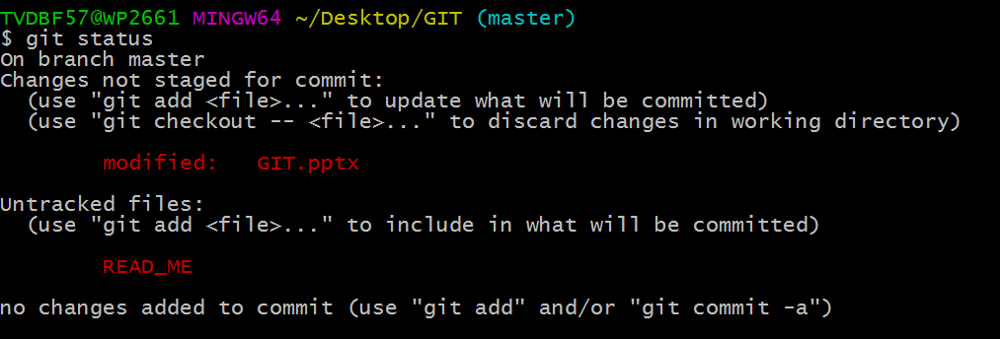 TVDBF57@WP2661 MINGW64 ~/Desktop/GIT (master)
$ git status
On branch master
Changes not staged for commit:
  (use "git add <file>..." to update what will be committed)
  (use "git checkout -- <file>..." to discard changes in working directory)
        modified:   GIT.pptx
Untracked files:
  (use "git add <file>..." to include in what will be committed)
        READ_ME
no changes added to commit (use "git add" and/or "git commit -a")